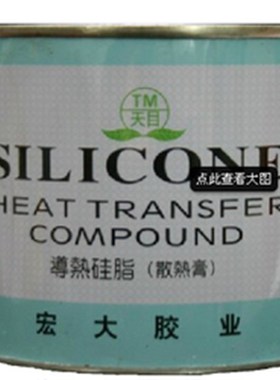 TM
天目
SILICONE
点此查看大图
HEAT TRANSFER
COMPOUND
導熱硅脂（散熱膏）
宏大胶业